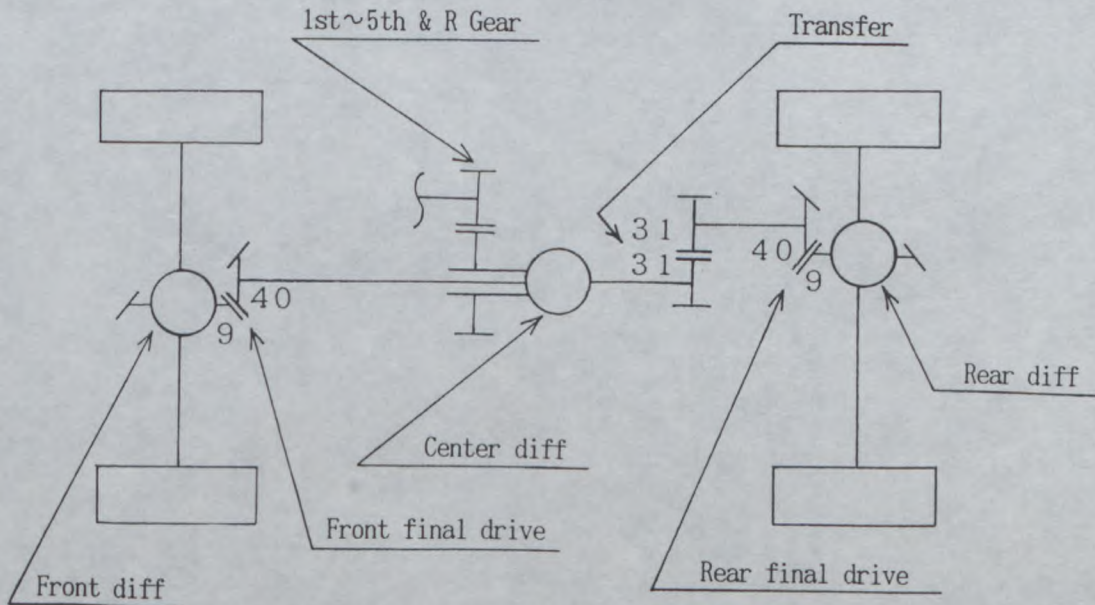 1st~5th & R Gear
Transfer
31
31
40
9
40
9
Rear diff
Center diff
Front final drive
Rear final drive
Front diff